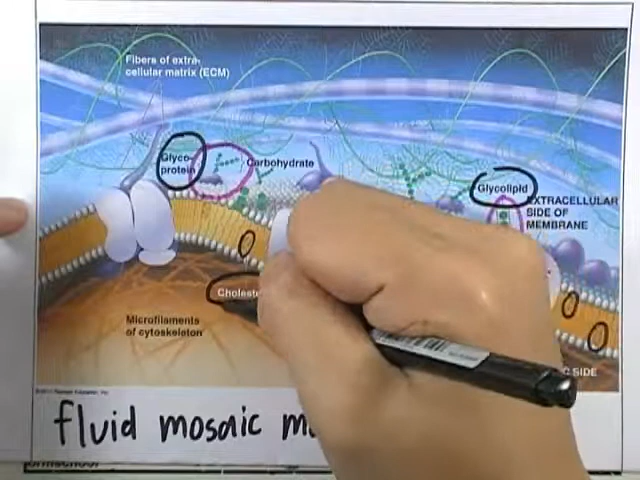 Fibers of extra-
cellular matrix (ECM)
Glyco-
protein
Carbohydrate
Glycolipid
EXTRACELLULAR
SIDE OF
MEMBRANE
Microfilaments
of cytoskeleton
SIDE
fluid mosaic